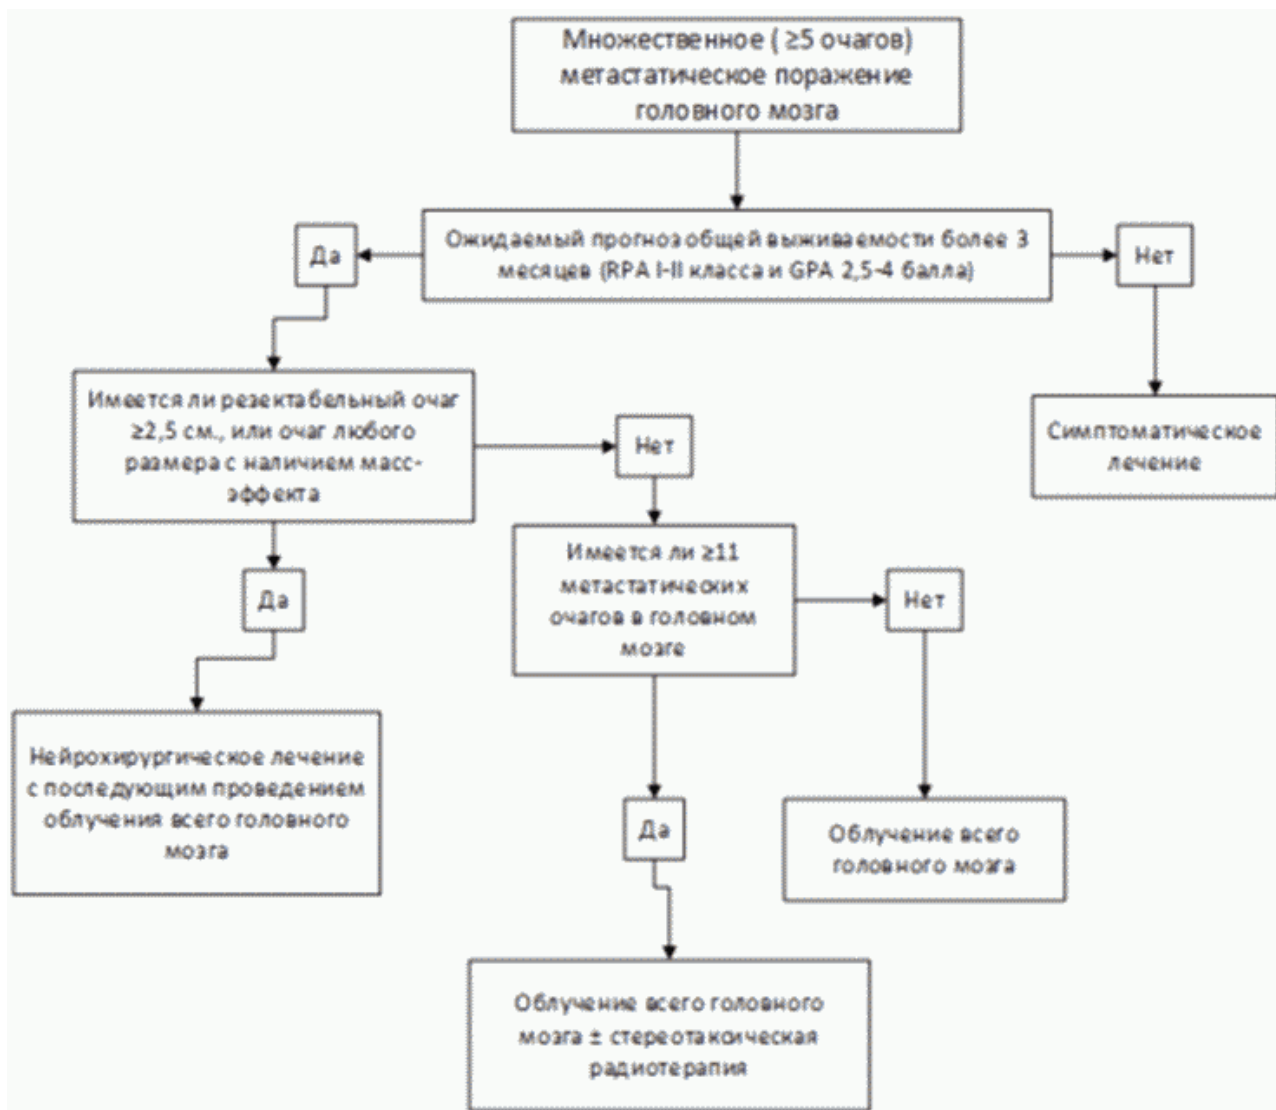 Множественное ( ≥5 очагов)
метастатическое поражение
головного мозга
Ожидаемый прогноз общей выживаемости более 3
месяцев (RPA I-II класса и GPA 2,5-4 балла)
Да
Нет
Имеется ли резектабельный очаг
≥2,5 см., или очаг любого
размера с наличием масс-
эффекта
Нет
Симптоматическое
лечение
Да
Имеется ли ≥11
метастатических
очагов в головном
мозге
Нет
Нейрохирургическое лечение
с последующим проведением
облучения всего головного
мозга
Да
Облучение всего
головного мозга
Облучение всего головного
мозга ± стереотаксическая
радиотерапия